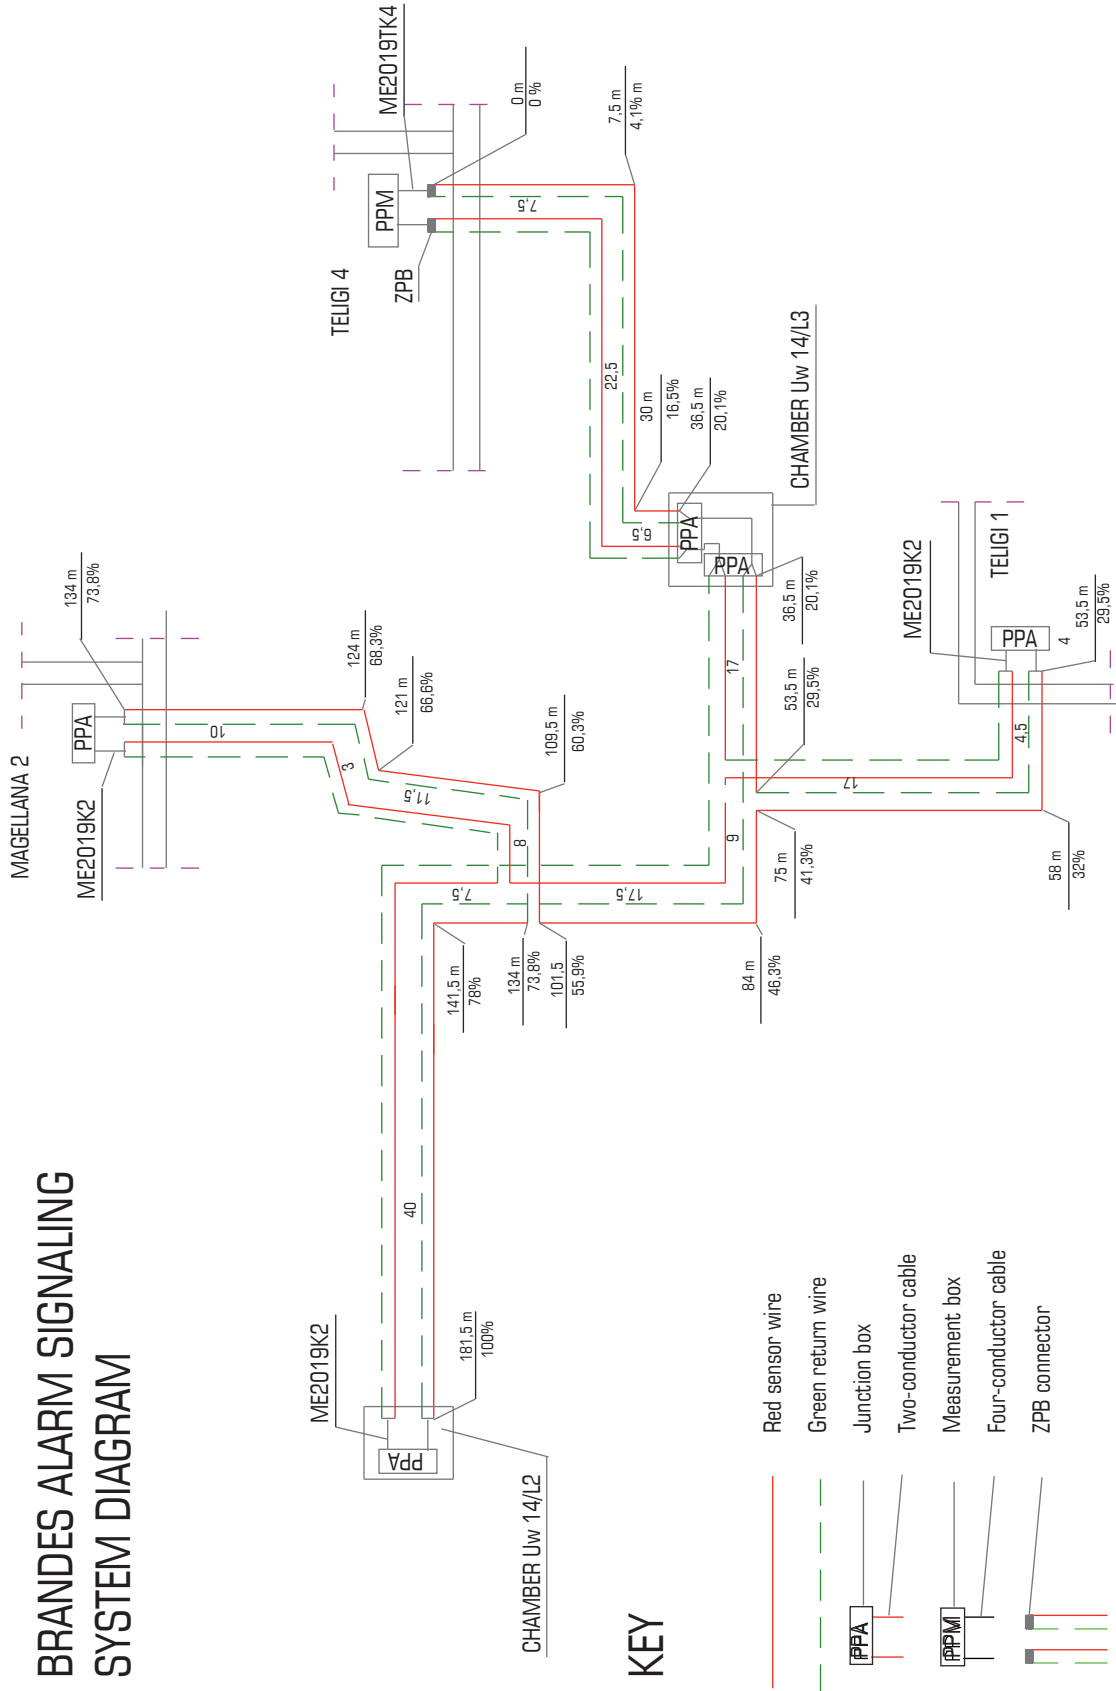 BRANDES ALARM SIGNALING
SYSTEM DIAGRAM
MAGELLANA 2
ME2019K2
PPA
134 m
73,8%
10
3
124 m
68,3%
121 m
66,6%
11,5
109,5 m
60,3%
8
7,5
17,5
141,5 m
78%
134 m
73,8%
101,5
55,9%
84 m
46,3%
75 m
41,3%
9
40
ME2019K2
PPA
181,5 m
100%
CHAMBER Uw 14/L2
TELIGI 4
ZPB
PPM
ME2019TK4
0 m
0 %
7,5
7,5 m
4,1% m
22,5
30 m
16,5%
36,5 m
20,1%
6,5
PPA
PPA
CHAMBER Uw 14/L3
36,5 m
20,1%
17
53,5 m
29,5%
17
ME2019K2
TELIGI 1
PPA
4
53,5 m
29,5%
4,5
58 m
32%
KEY
Red sensor wire
Green return wire
PPA
Junction box
Two-conductor cable
PPM
Measurement box
Four-conductor cable
ZPB connector